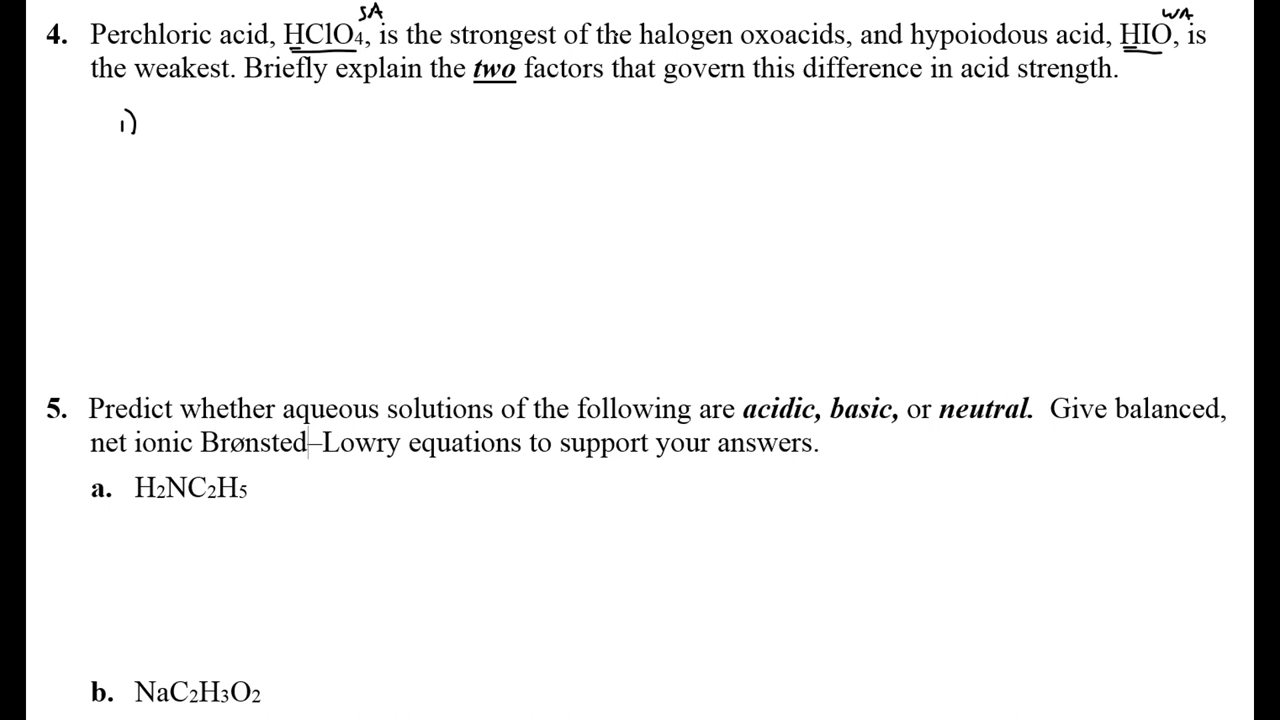 SA
WA
4. Perchloric acid, HClO4, is the strongest of the halogen oxoacids, and hypoiodous acid, HIO, is
the weakest. Briefly explain the two factors that govern this difference in acid strength.
1)
5. Predict whether aqueous solutions of the following are acidic, basic, or neutral. Give balanced,
net ionic Brønsted–Lowry equations to support your answers.
a. H2NC2H5
b. NaC2H3O2